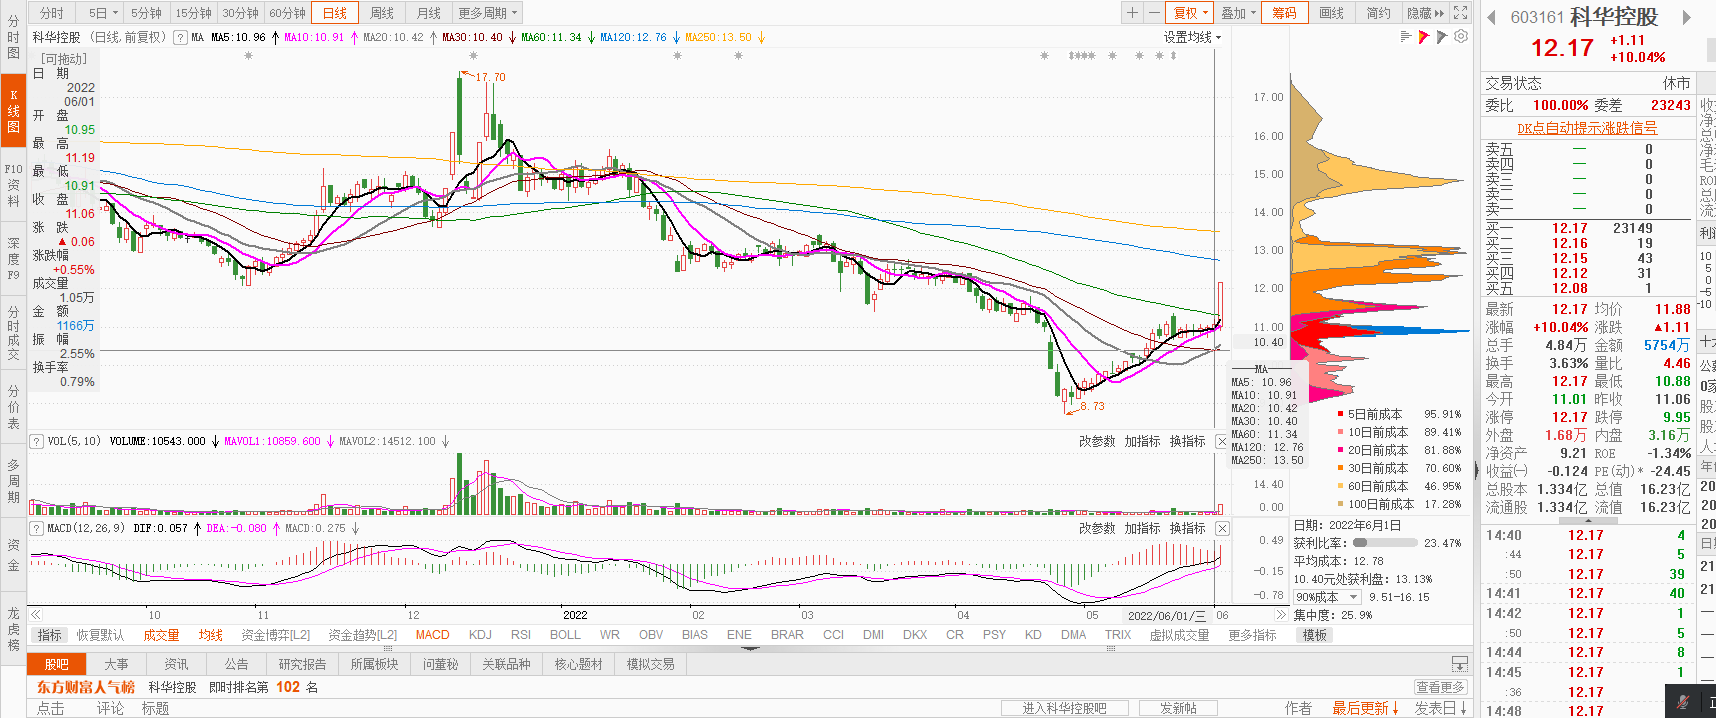 分时图
K线图
F10资料
深度F9
分时成交
分价表
多周期
资金
龙虎榜
分时 5日 5分钟 15分钟 30分钟 60分钟 日线 周线 月线 更多周期
复权 叠加 筹码 画线 简约 隐藏
科华控股 (日线,前复权) ? MA MA5:10.96 MA10:10.91 MA20:10.42 MA30:10.40 MA60:11.34 MA120:12.76 MA250:13.50 设置均线
[可拖动]
日 期
2022
06/01
开 盘
10.95
最 高
11.19
最 低
10.91
收 盘
11.06
涨 跌
▲ 0.06
涨跌幅
+0.55%
成交量
1.05万
金 额
1166万
振 幅
2.55%
换手率
0.79%
17.70
8.73
17.00
16.00
15.00
14.00
13.00
12.00
11.00
10.40
MA
MA5: 10.96
MA10: 10.91
MA20: 10.42
MA30: 10.40
MA60: 11.34
MA120: 12.76
MA250: 13.50
? VOL(5,10) VOLUME:10543.000 MAVOL1:10859.600 MAVOL2:14512.100 改参数 加指标 换指标
14.40
0.00
? MACD(12,26,9) DIF:0.057 DEA:-0.080 MACD:0.275 改参数 加指标 换指标
0.49
-0.15
-0.78
10 11 12 2022 02 03 04 05 2022/06/01/三 06
指标 恢复默认 成交量 均线 资金博弈[L2] 资金趋势[L2] MACD KDJ RSI BOLL WR OBV BIAS ENE BRAR CCI DMI DKX CR PSY KD DMA TRIX 虚拟成交量 更多指标 模板
股吧 大事 资讯 公告 研究报告 所属板块 问董秘 关联品种 核心题材 模拟交易
东方财富人气榜 科华控股 即时排名第 102 名 查看更多
点击 评论 标题 进入科华控股吧 发新帖 作者 最后更新 发表日
5日前成本 95.91%
10日前成本 89.41%
20日前成本 81.88%
30日前成本 70.60%
60日前成本 46.95%
100日前成本 17.28%
日期: 2022年6月1日
获利比率: 23.47%
平均成本: 12.78
10.40元处获利盘: 13.13%
90%成本 9.51-16.15
集中度: 25.9%
603161 科华控股
12.17 +1.11
+10.04%
交易状态 休市
委比 100.00% 委差 23243
DK点自动提示涨跌信号
卖五 — 0
卖四 — 0
卖三 — 0
卖二 — 0
卖一 — 0
买一 12.17 23149
买二 12.16 19
买三 12.15 43
买四 12.12 31
买五 12.08 1
最新 12.17 均价 11.88
涨幅 +10.04% 涨跌 ▲1.11
总手 4.84万 金额 5754万
换手 3.63% 量比 4.46
最高 12.17 最低 10.88
今开 11.01 昨收 11.06
涨停 12.17 跌停 9.95
外盘 1.68万 内盘 3.16万
净资产 9.21 ROE -1.34%
收益(一) -0.124 PE(动)* -24.45
总股本 1.334亿 总值 16.23亿
流通股 1.334亿 流值 16.23亿
14:40 12.17 4
:44 12.17 5
:50 12.17 39
14:41 12.17 40
14:42 12.17 1
:50 12.17 5
14:44 12.17 8
14:45 12.17 1
:36 12.17
14:48 12.17
利
10
5
0
-5
-10
十大